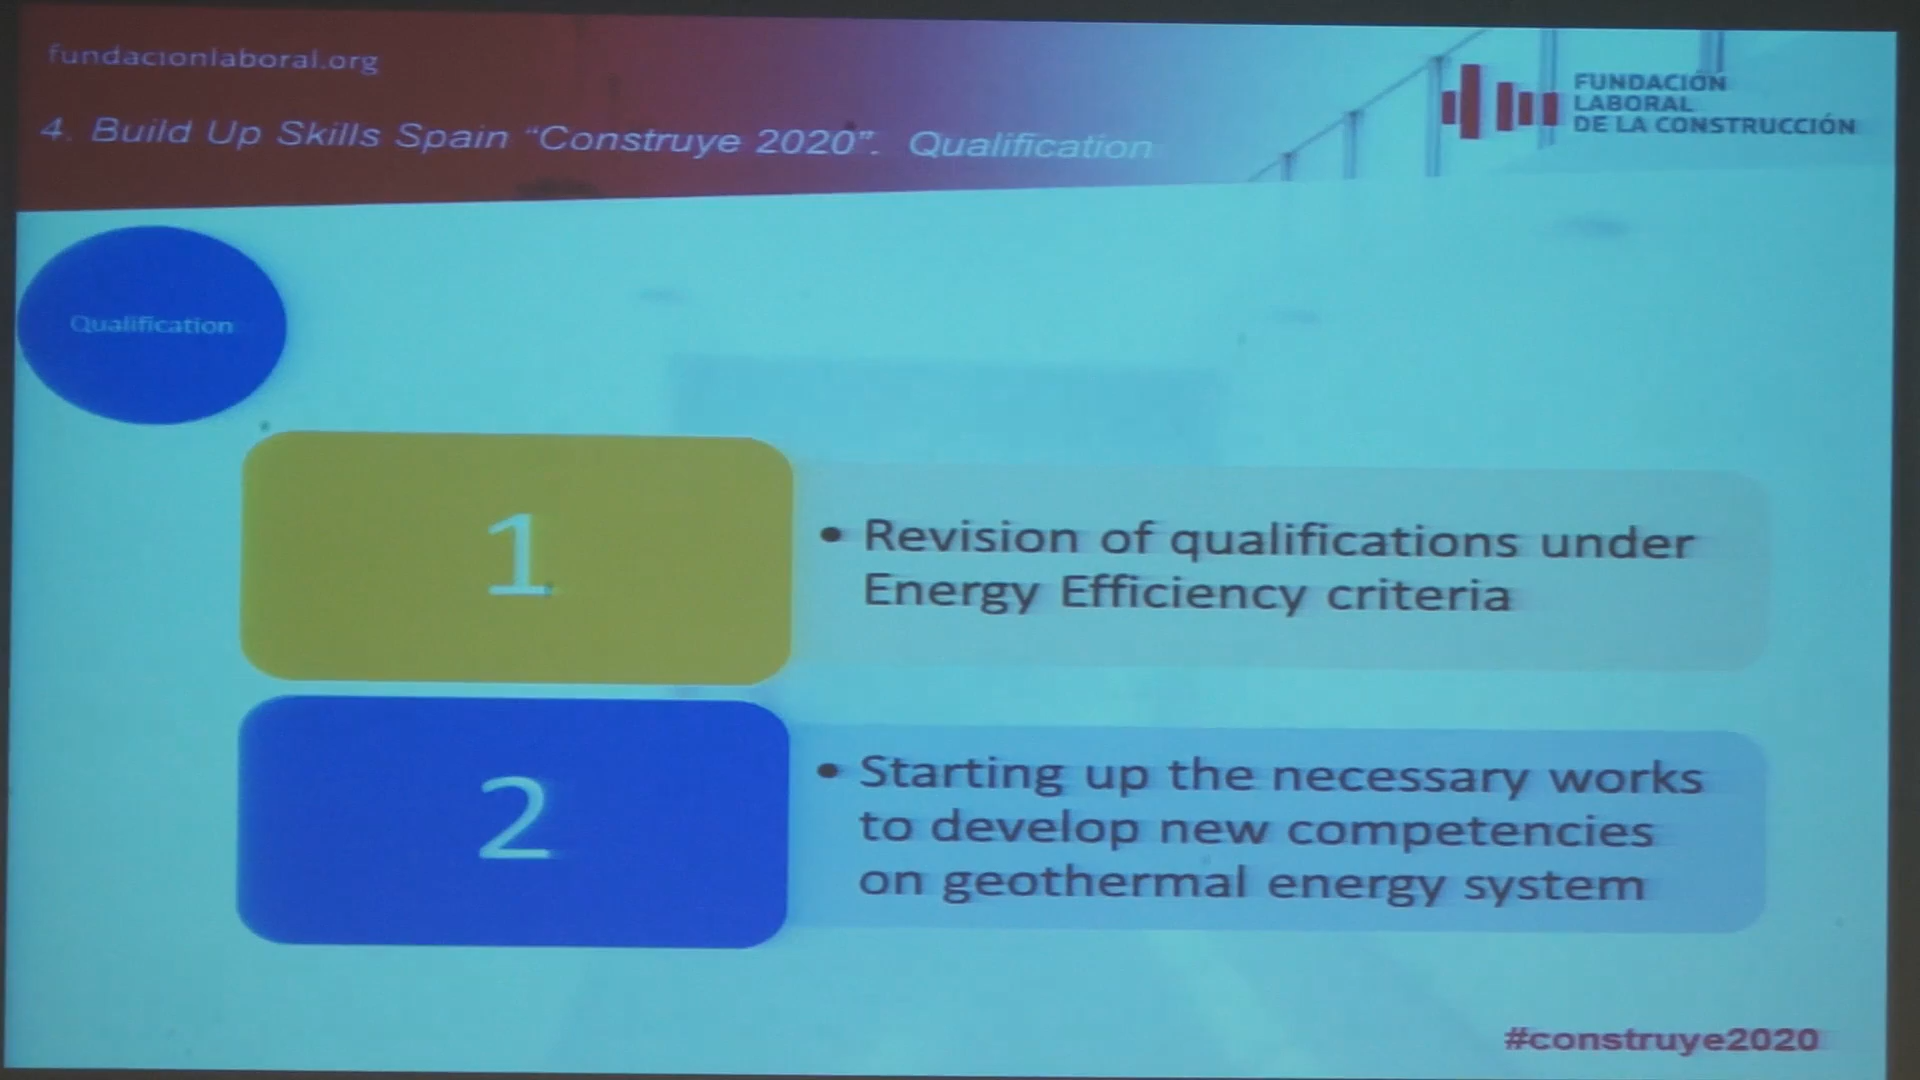 fundacionlaboral.org
4. Build Up Skills Spain “Construye 2020”. Qualification
FUNDACIÓN
LABORAL
DE LA CONSTRUCCIÓN
Qualification
1
• Revision of qualifications under
Energy Efficiency criteria
2
• Starting up the necessary works
to develop new competencies
on geothermal energy system
#construye2020